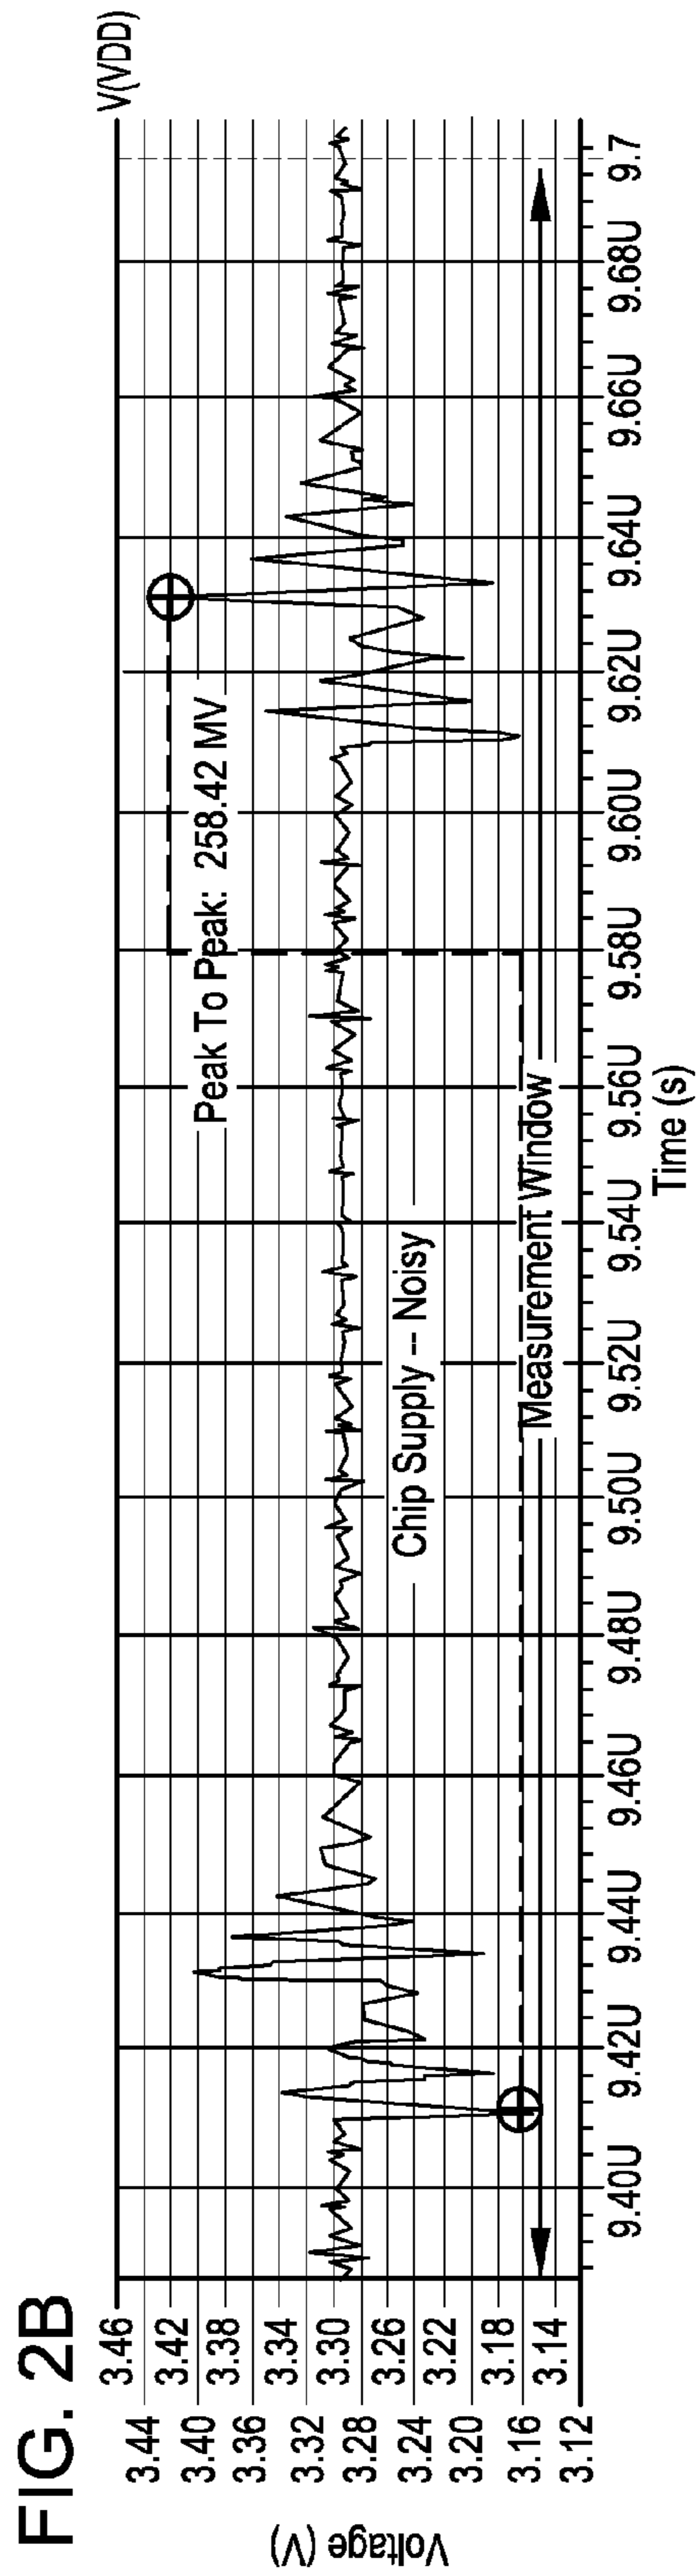 FIG. 2B
V(VDD)
Voltage (V)
3.46
3.44
3.42
3.40
3.38
3.36
3.34
3.32
3.30
3.28
3.26
3.24
3.22
3.20
3.18
3.16
3.14
3.12
Peak To Peak: 258.42 MV
Chip Supply -- Noisy
Measurement Window
9.40U
9.42U
9.44U
9.46U
9.48U
9.50U
9.52U
9.54U
9.56U
9.58U
9.60U
9.62U
9.64U
9.66U
9.68U
9.7
Time (s)